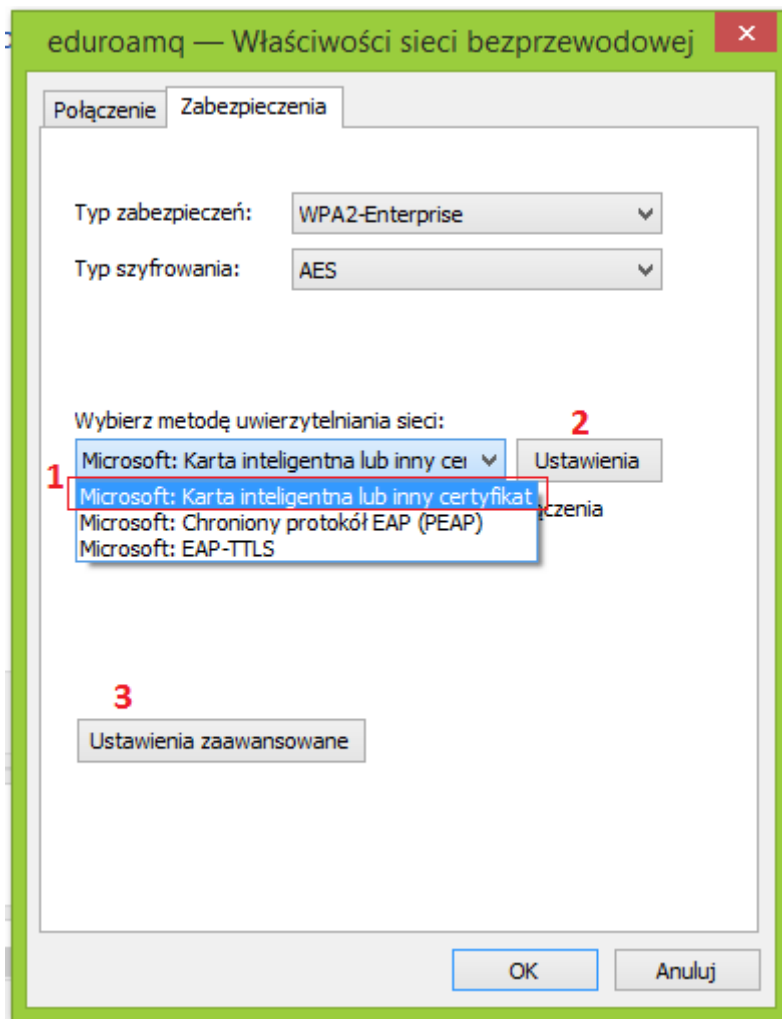 eduroamq — Właściwości sieci bezprzewodowej
Połączenie Zabezpieczenia
Typ zabezpieczeń: WPA2-Enterprise
Typ szyfrowania: AES
Wybierz metodę uwierzytelniania sieci: 2
Microsoft: Karta inteligentna lub inny cer Ustawienia
1 Microsoft: Karta inteligentna lub inny certyfikat
Microsoft: Chroniony protokół EAP (PEAP)
Microsoft: EAP-TTLS
3
Ustawienia zaawansowane
OK Anuluj